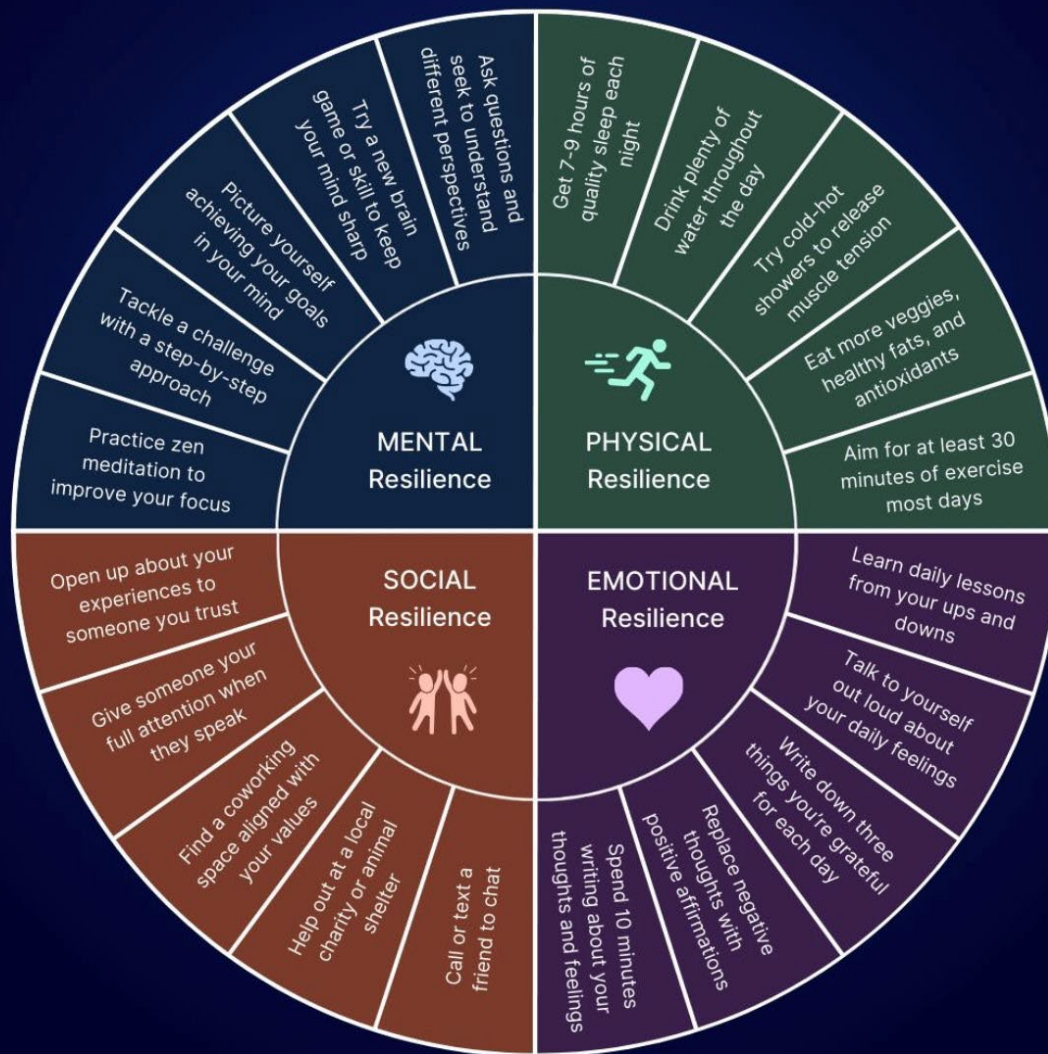 MENTAL
Resilience
Practice zen
meditation to
improve your focus
Tackle a challenge
with a step-by-step
approach
Picture yourself
achieving your goals
in your mind
Try a new brain
game or skill to keep
your mind sharp
Ask questions and
seek to understand
different perspectives
PHYSICAL
Resilience
Get 7-9 hours of
quality sleep each
night
Drink plenty of
water throughout
the day
Try cold-hot
showers to release
muscle tension
Eat more veggies,
healthy fats, and
antioxidants
Aim for at least 30
minutes of exercise
most days
EMOTIONAL
Resilience
Learn daily lessons
from your ups and
downs
Talk to yourself
out loud about
your daily feelings
Write down three
things you're grateful
for each day
Replace negative
thoughts with
positive affirmations
Spend 10 minutes
writing about your
thoughts and feelings
SOCIAL
Resilience
Open up about your
experiences to
someone you trust
Give someone your
full attention when
they speak
Find a coworking
space aligned with
your values
Help out at a local
charity or animal
shelter
Call or text a
friend to chat